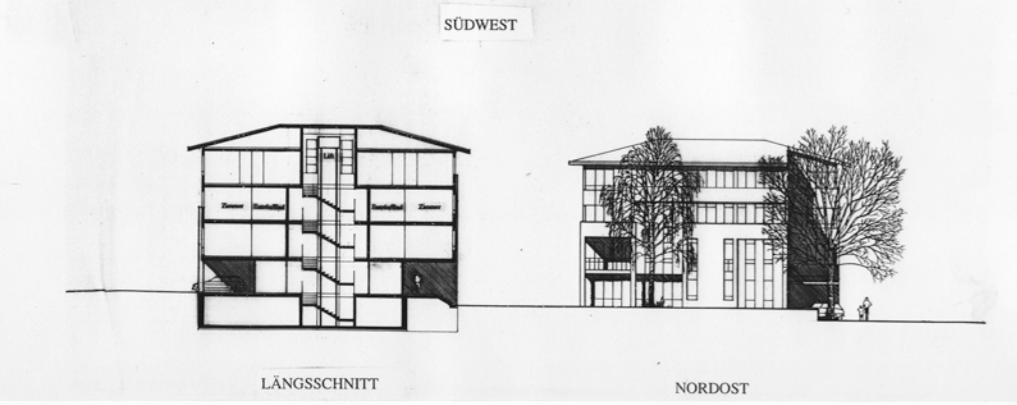 SÜDWEST
Lift
Zimmer
Zimmer
LÄNGSSCHNITT
NORDOST